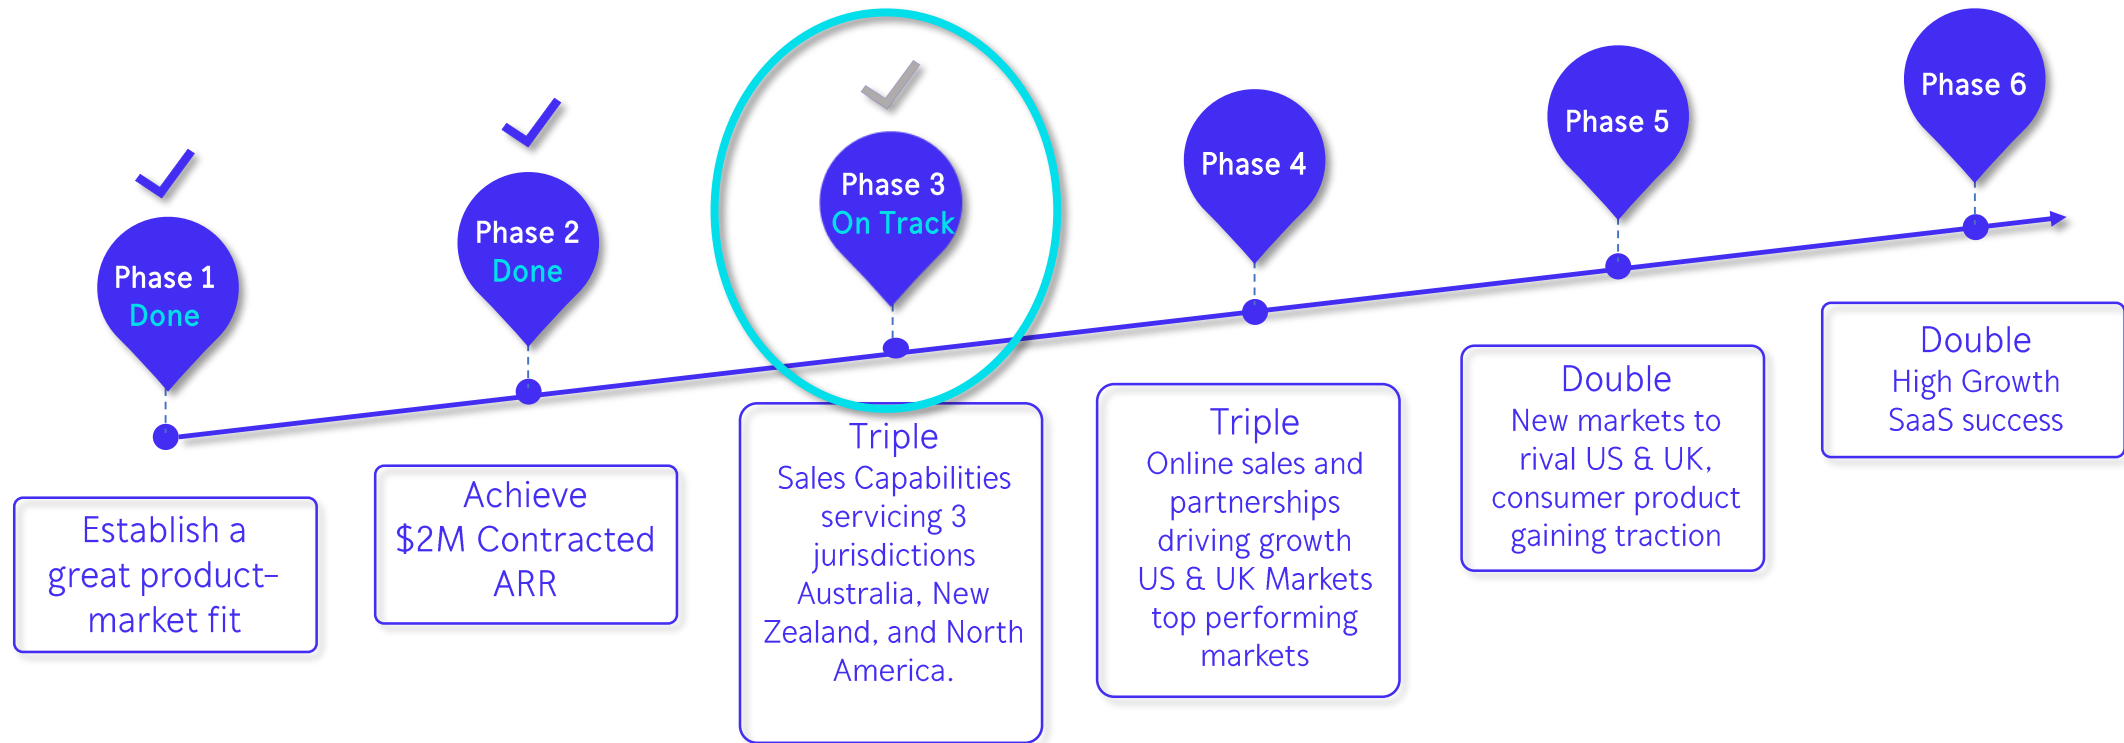 Phase 1
Done
Establish a
great product-
market fit
Phase 2
Done
Achieve
$2M Contracted
ARR
Phase 3
On Track
Triple
Sales Capabilities
servicing 3
jurisdictions
Australia, New
Zealand, and North
America.
Phase 4
Triple
Online sales and
partnerships
driving growth
US & UK Markets
top performing
markets
Phase 5
Double
New markets to
rival US & UK,
consumer product
gaining traction
Phase 6
Double
High Growth
SaaS success